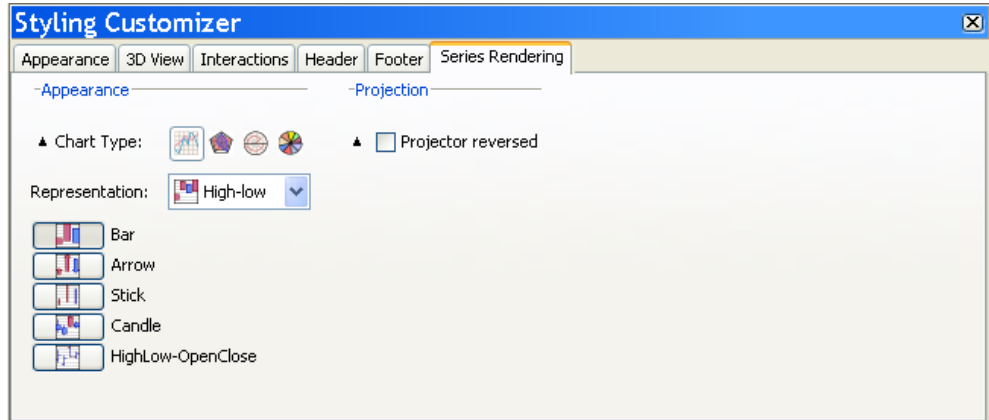 Styling Customizer
Appearance 3D View Interactions Header Footer Series Rendering
Appearance Projection
Chart Type: Projector reversed
Representation: High-low
Bar
Arrow
Stick
Candle
HighLow-OpenClose